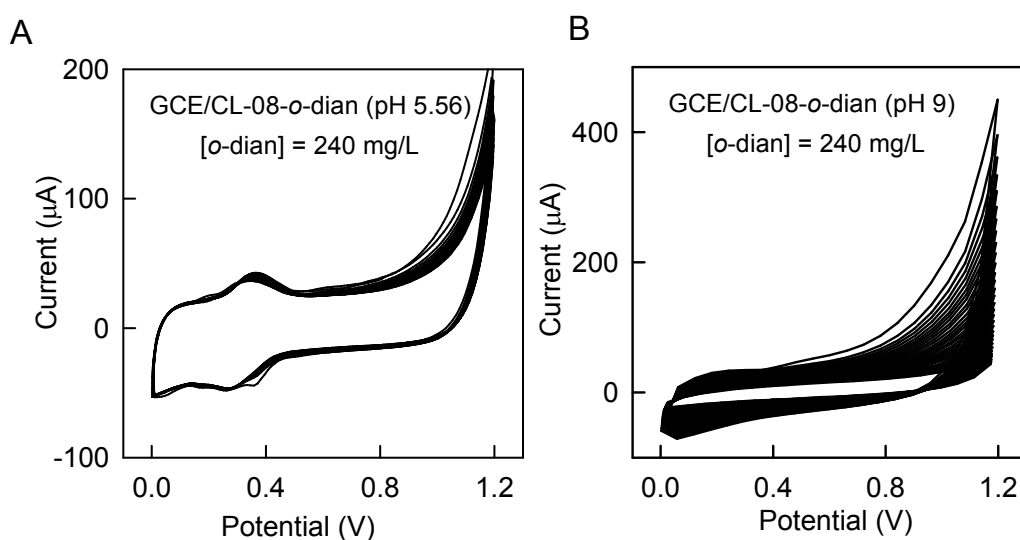 A
200
GCE/CL-08-o-dian (pH 5.56)
[o-dian] = 240 mg/L
100
0
-100
Current (µA)
0.0 0.4 0.8 1.2
Potential (V)
B
GCE/CL-08-o-dian (pH 9)
[o-dian] = 240 mg/L
400
200
0
Current (µA)
0.0 0.4 0.8 1.2
Potential (V)